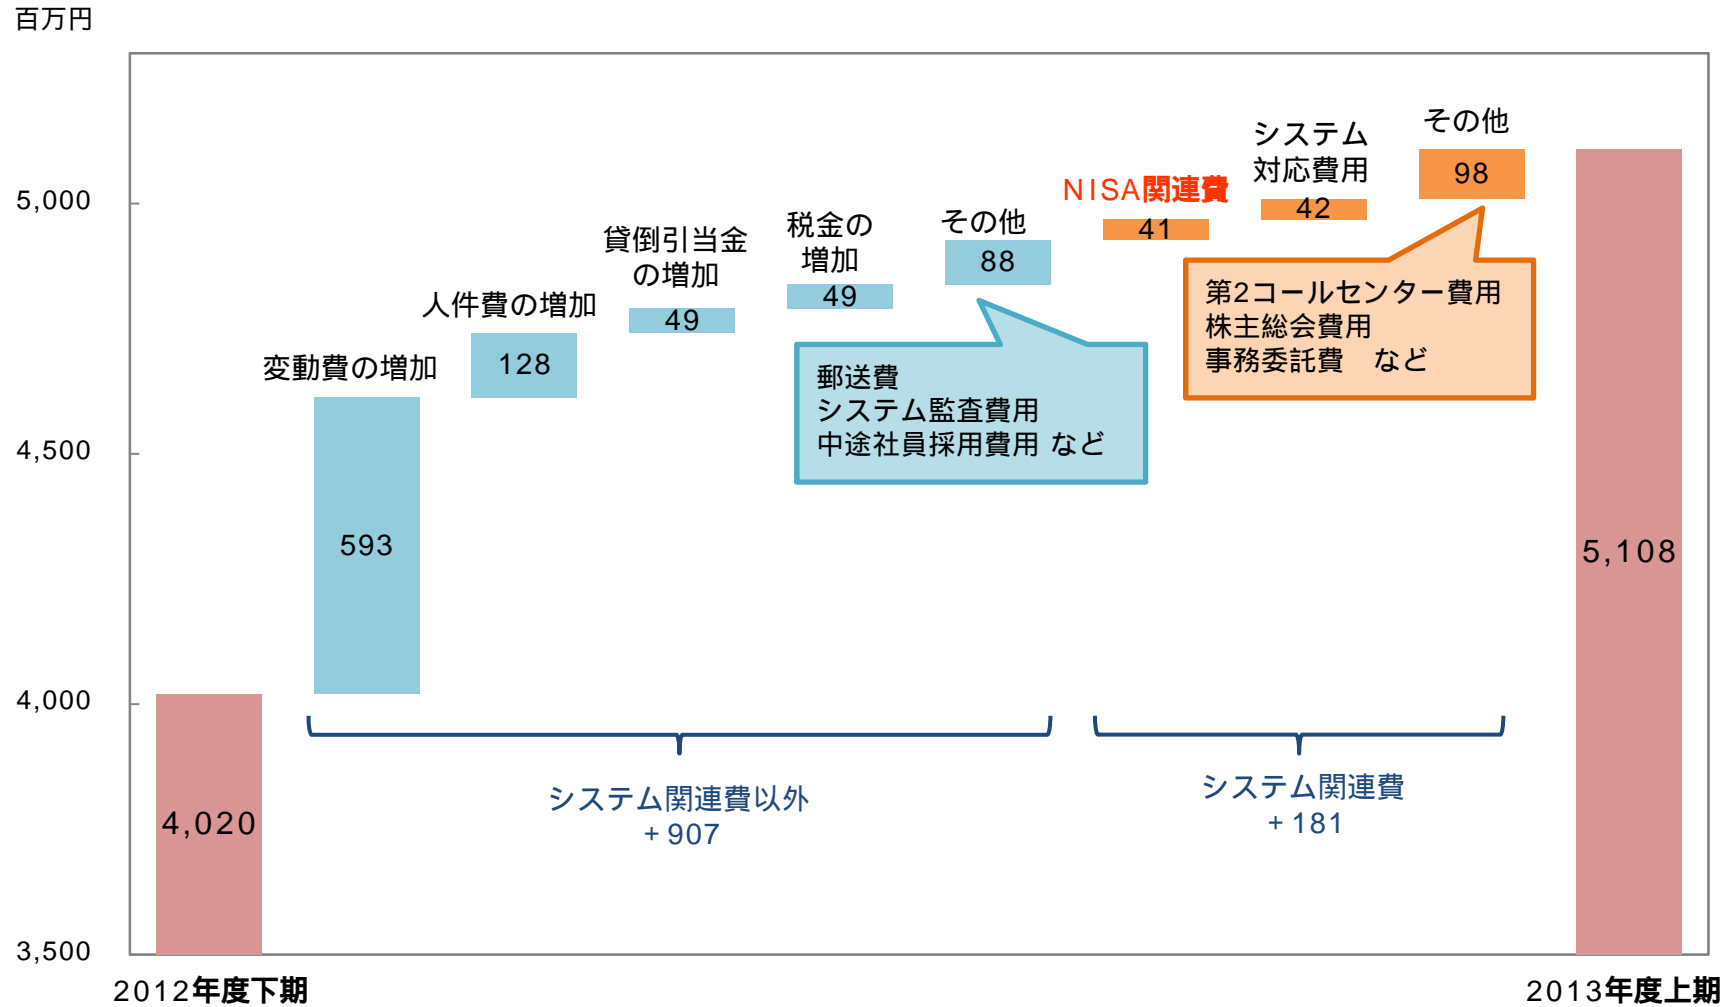 百万円
5,000
4,500
4,000
3,500
4,020
変動費の増加
593
人件費の増加
128
貸倒引当金
の増加
49
税金の
増加
49
その他
88
NISA関連費
41
システム
対応費用
42
その他
98
5,108
郵送費
システム監査費用
中途社員採用費用 など
第2コールセンター費用
株主総会費用
事務委託費　など
システム関連費以外
+907
システム関連費
+181
2012年度下期
2013年度上期